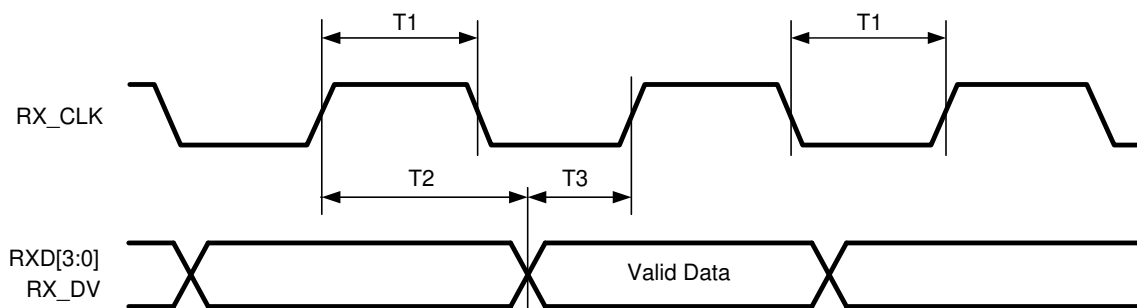 T1
T1
RX_CLK
T2
T3
RXD[3:0]
RX_DV
Valid Data